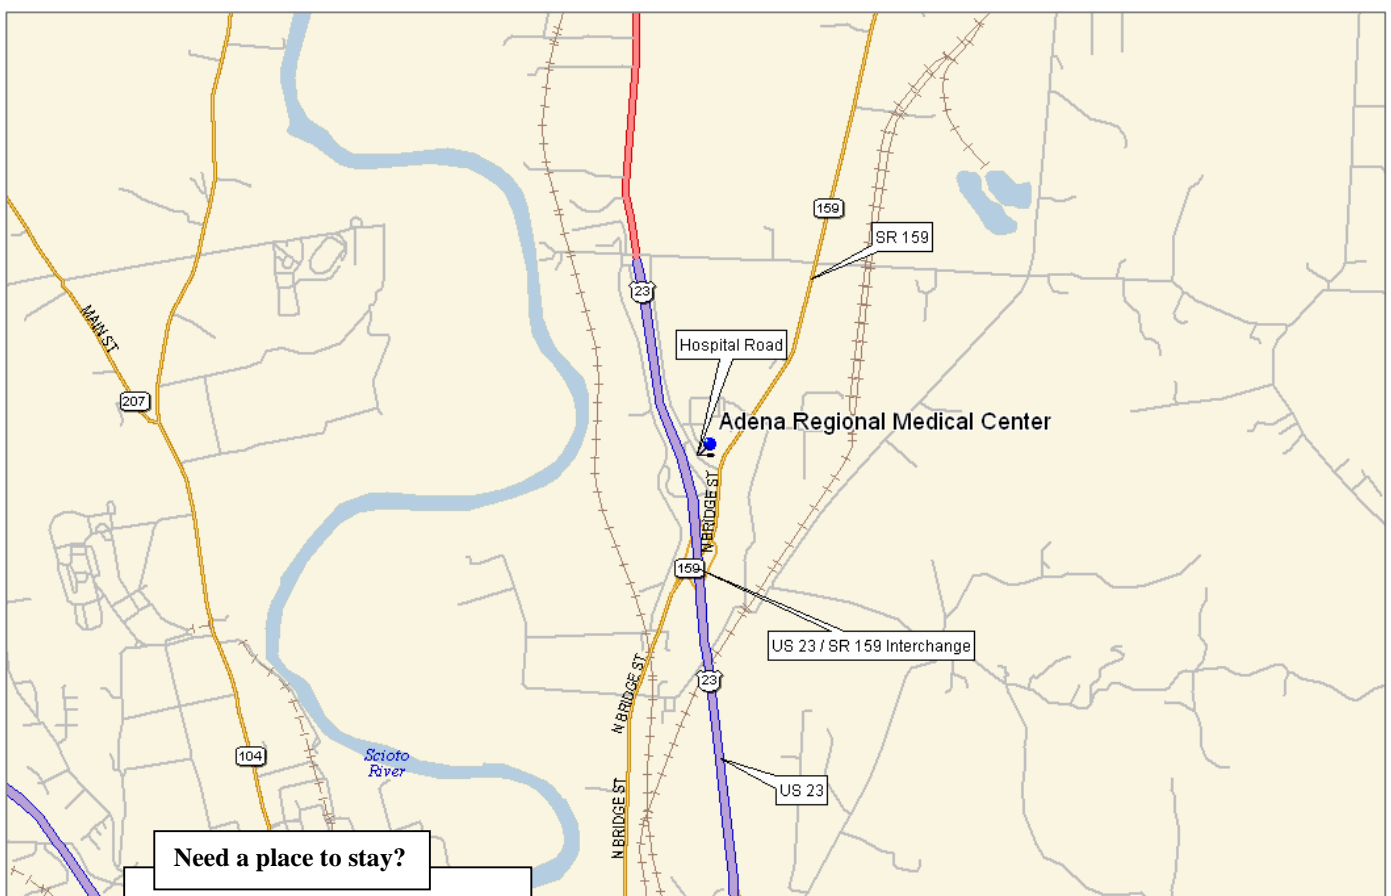 159
SR 159
23
MAIN ST
Hospital Road
207
Adena Regional Medical Center
N BRIDGE ST
159
US 23 / SR 159 Interchange
23
N BRIDGE ST
104
Scioto
River
US 23
N BRIDGE ST
Need a place to stay?